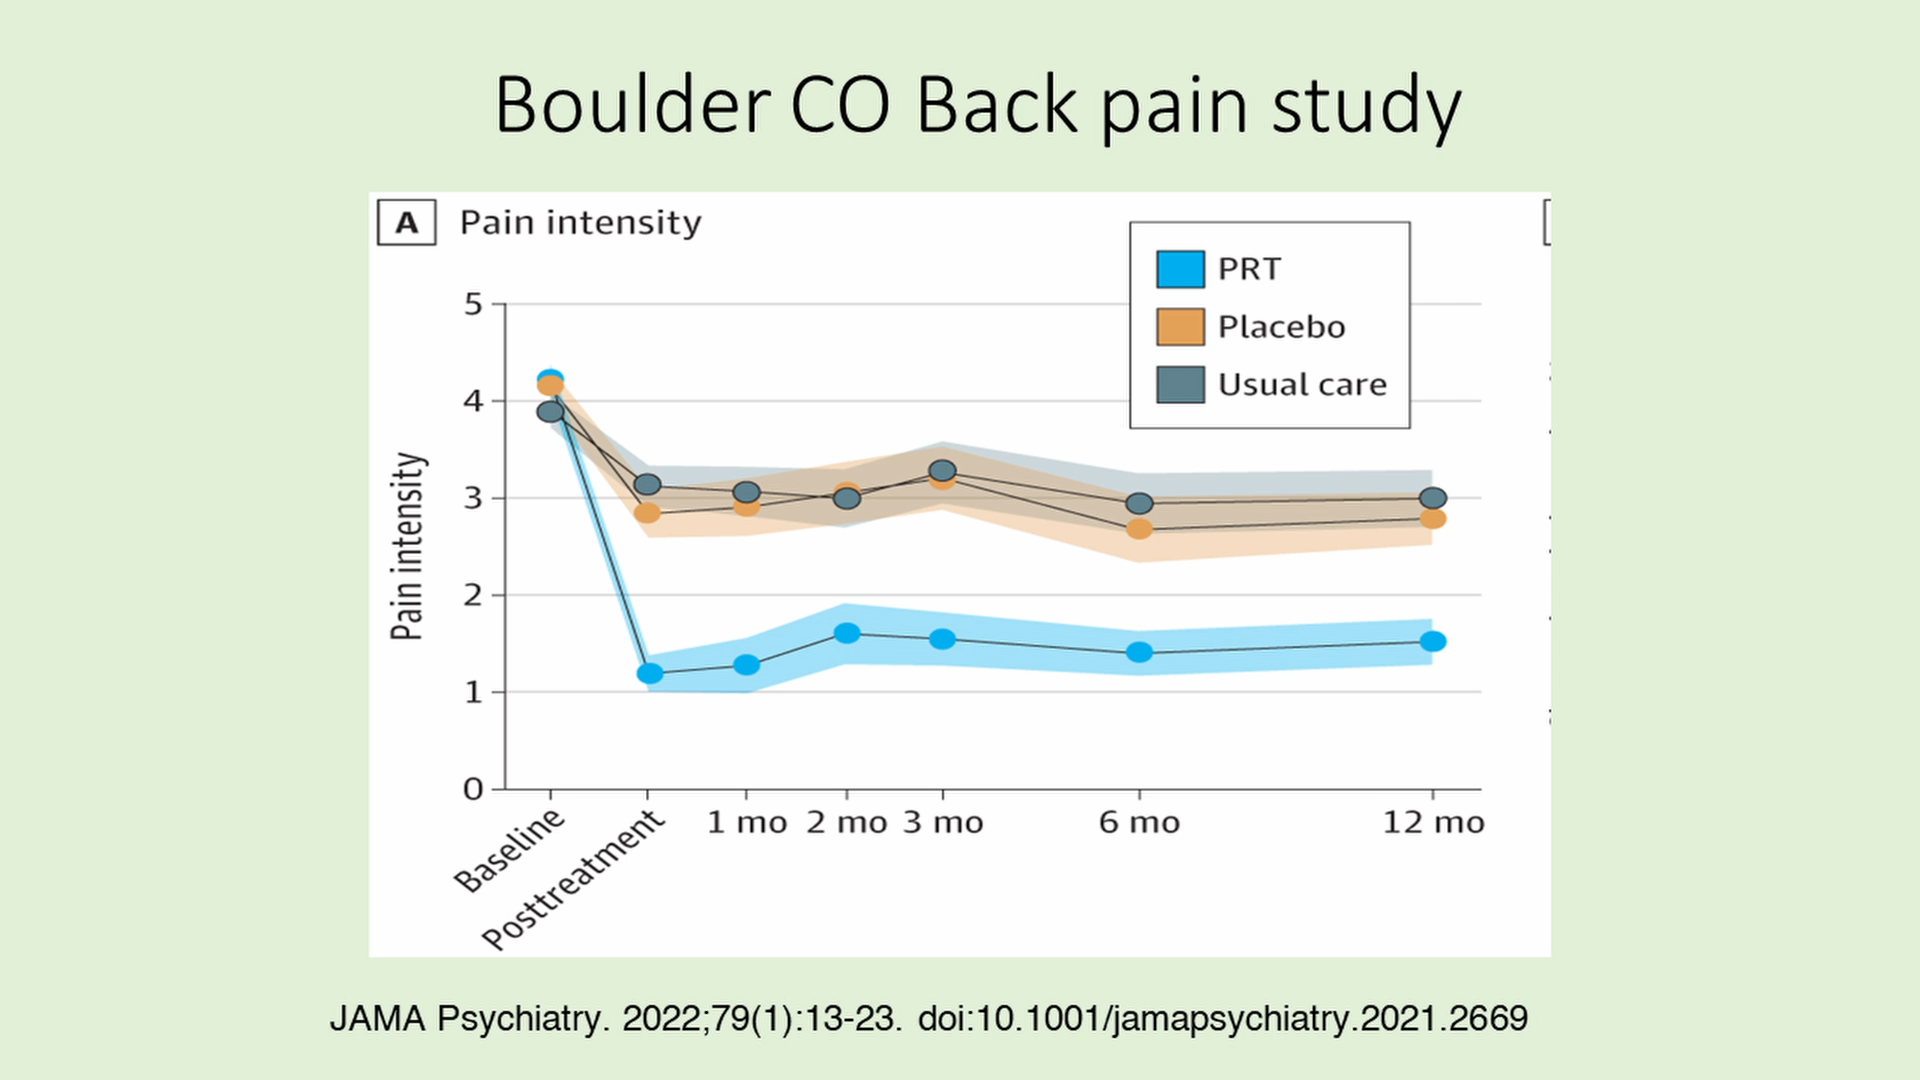 Boulder CO Back pain study
A Pain intensity
PRT
Placebo
Usual care
Pain intensity
5
4
3
2
1
0
Baseline
Posttreatment
1 mo
2 mo
3 mo
6 mo
12 mo
JAMA Psychiatry. 2022;79(1):13-23. doi:10.1001/jamapsychiatry.2021.2669